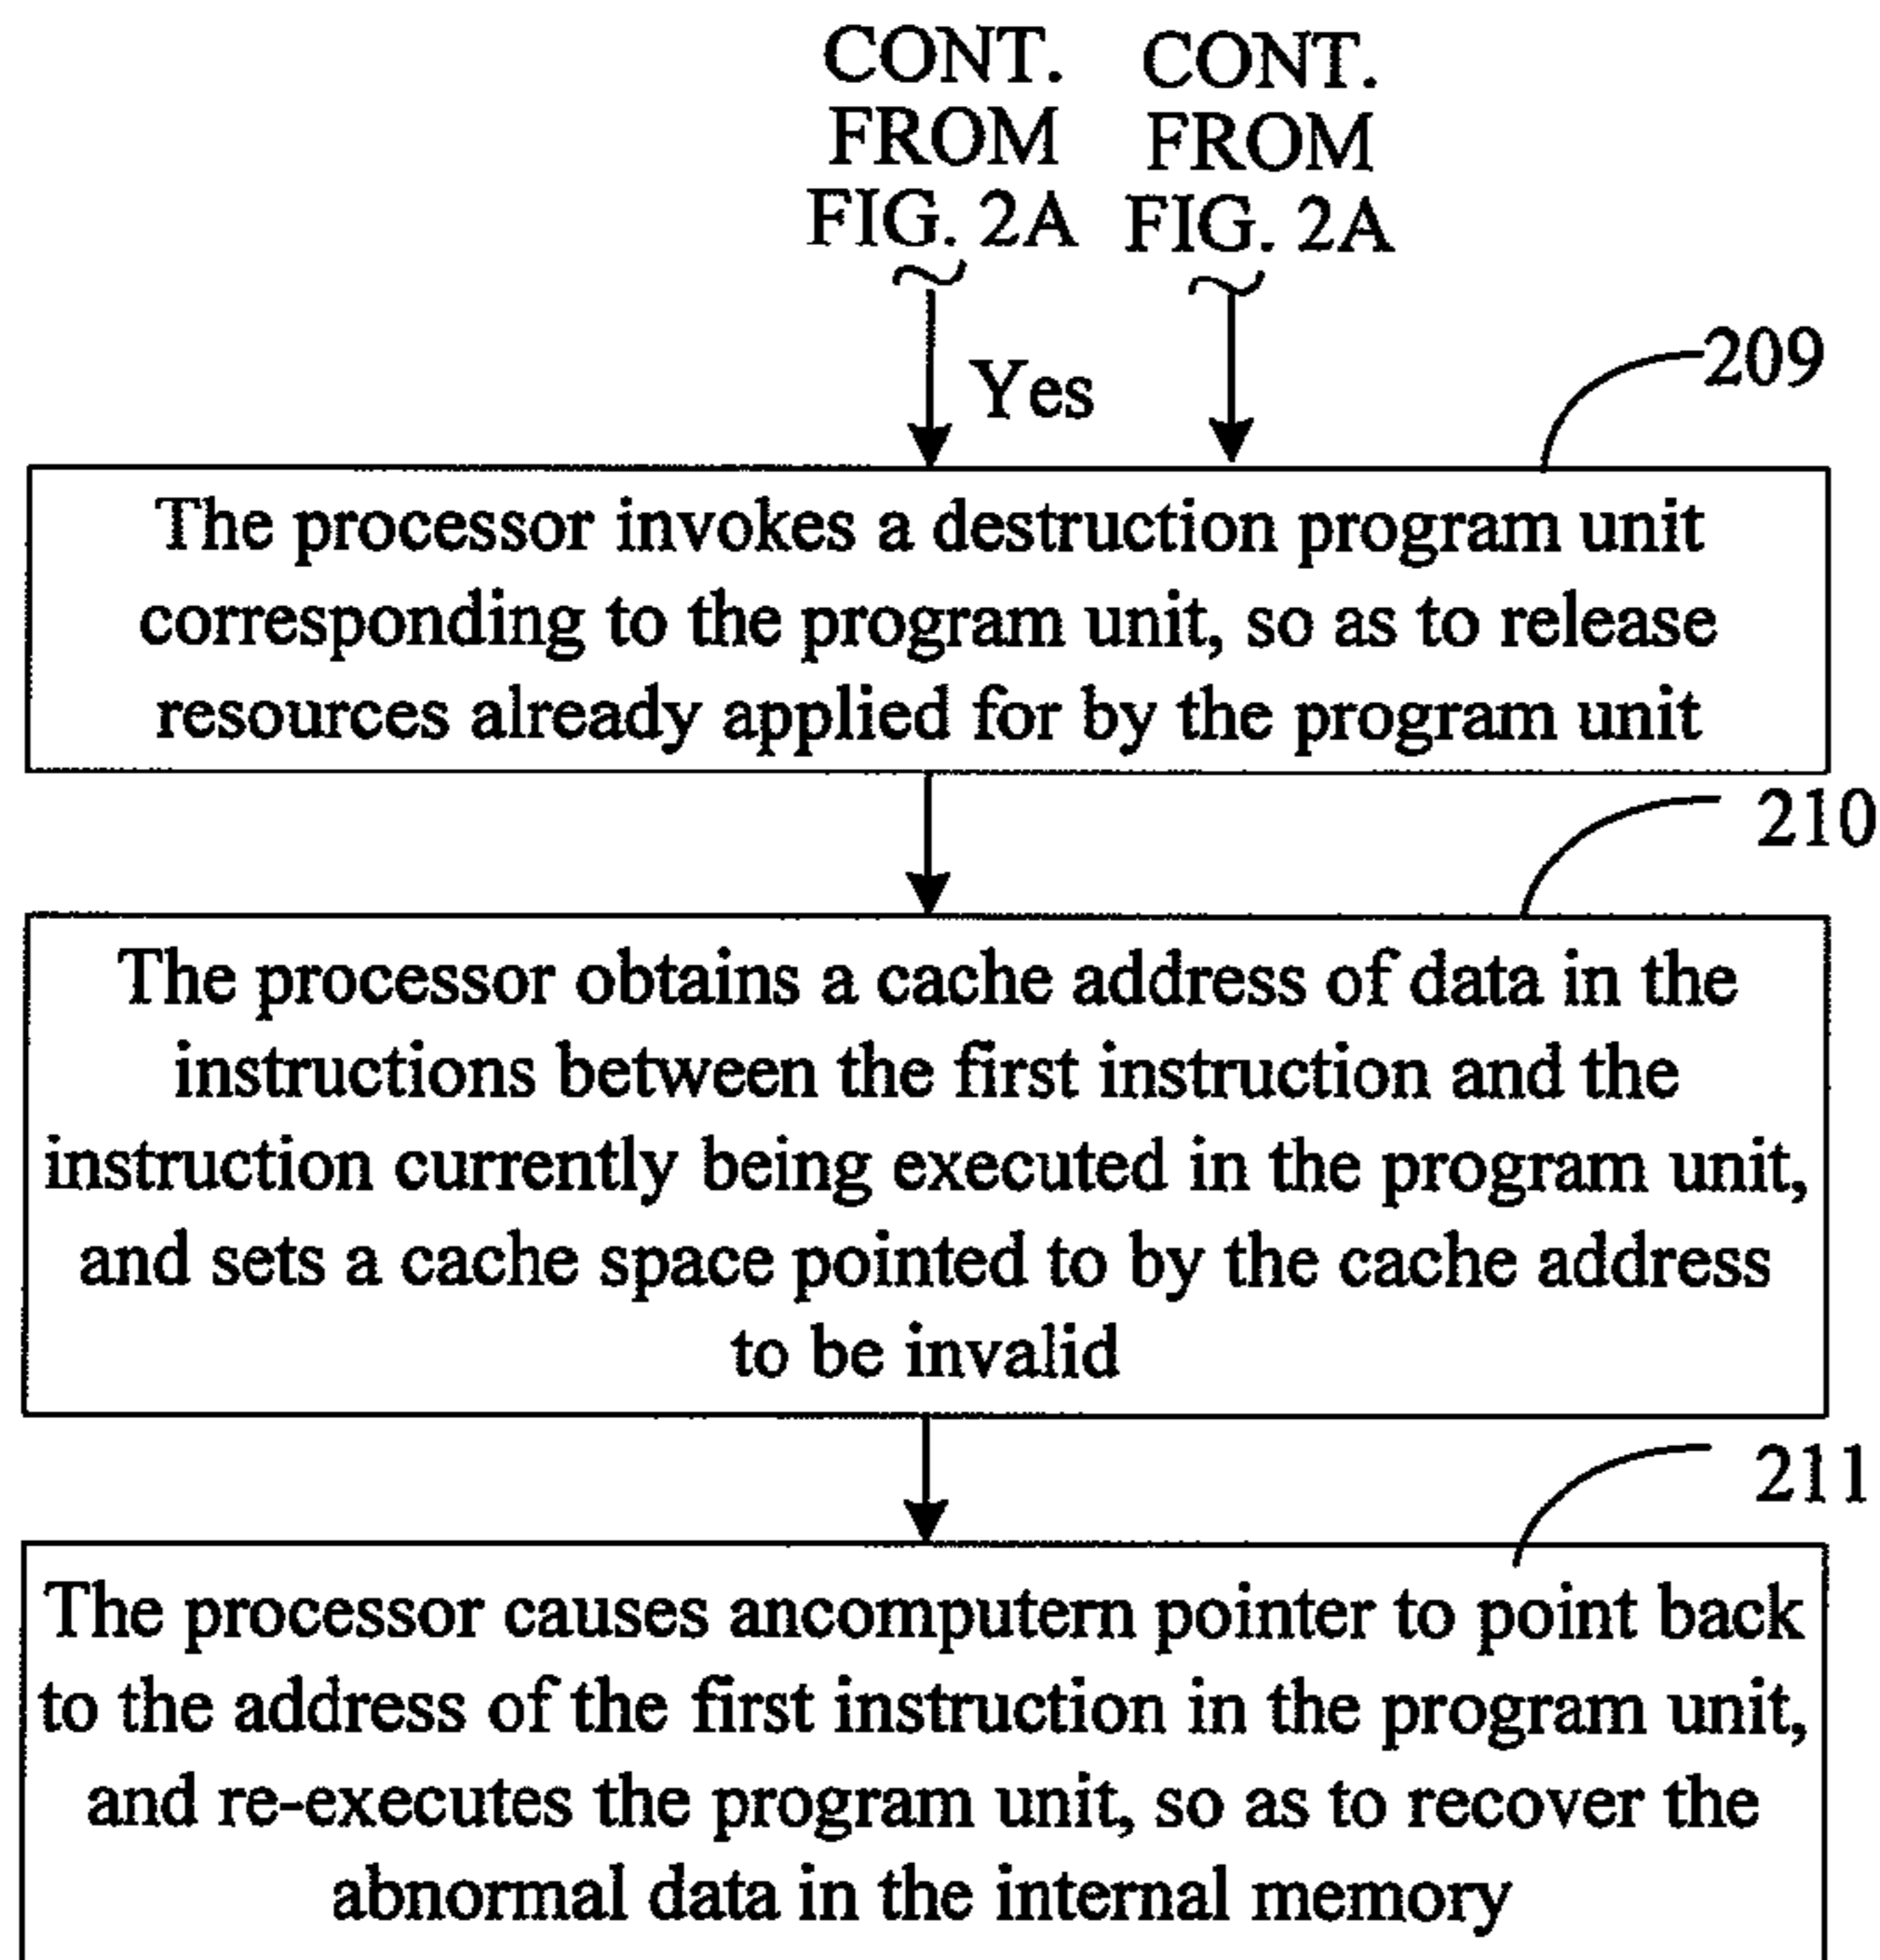 CONT.
FROM
FIG. 2A
CONT.
FROM
FIG. 2A
Yes
209
The processor invokes a destruction program unit
corresponding to the program unit, so as to release
resources already applied for by the program unit
210
The processor obtains a cache address of data in the
instructions between the first instruction and the
instruction currently being executed in the program unit,
and sets a cache space pointed to by the cache address
to be invalid
211
The processor causes ancomputern pointer to point back
to the address of the first instruction in the program unit,
and re-executes the program unit, so as to recover the
abnormal data in the internal memory